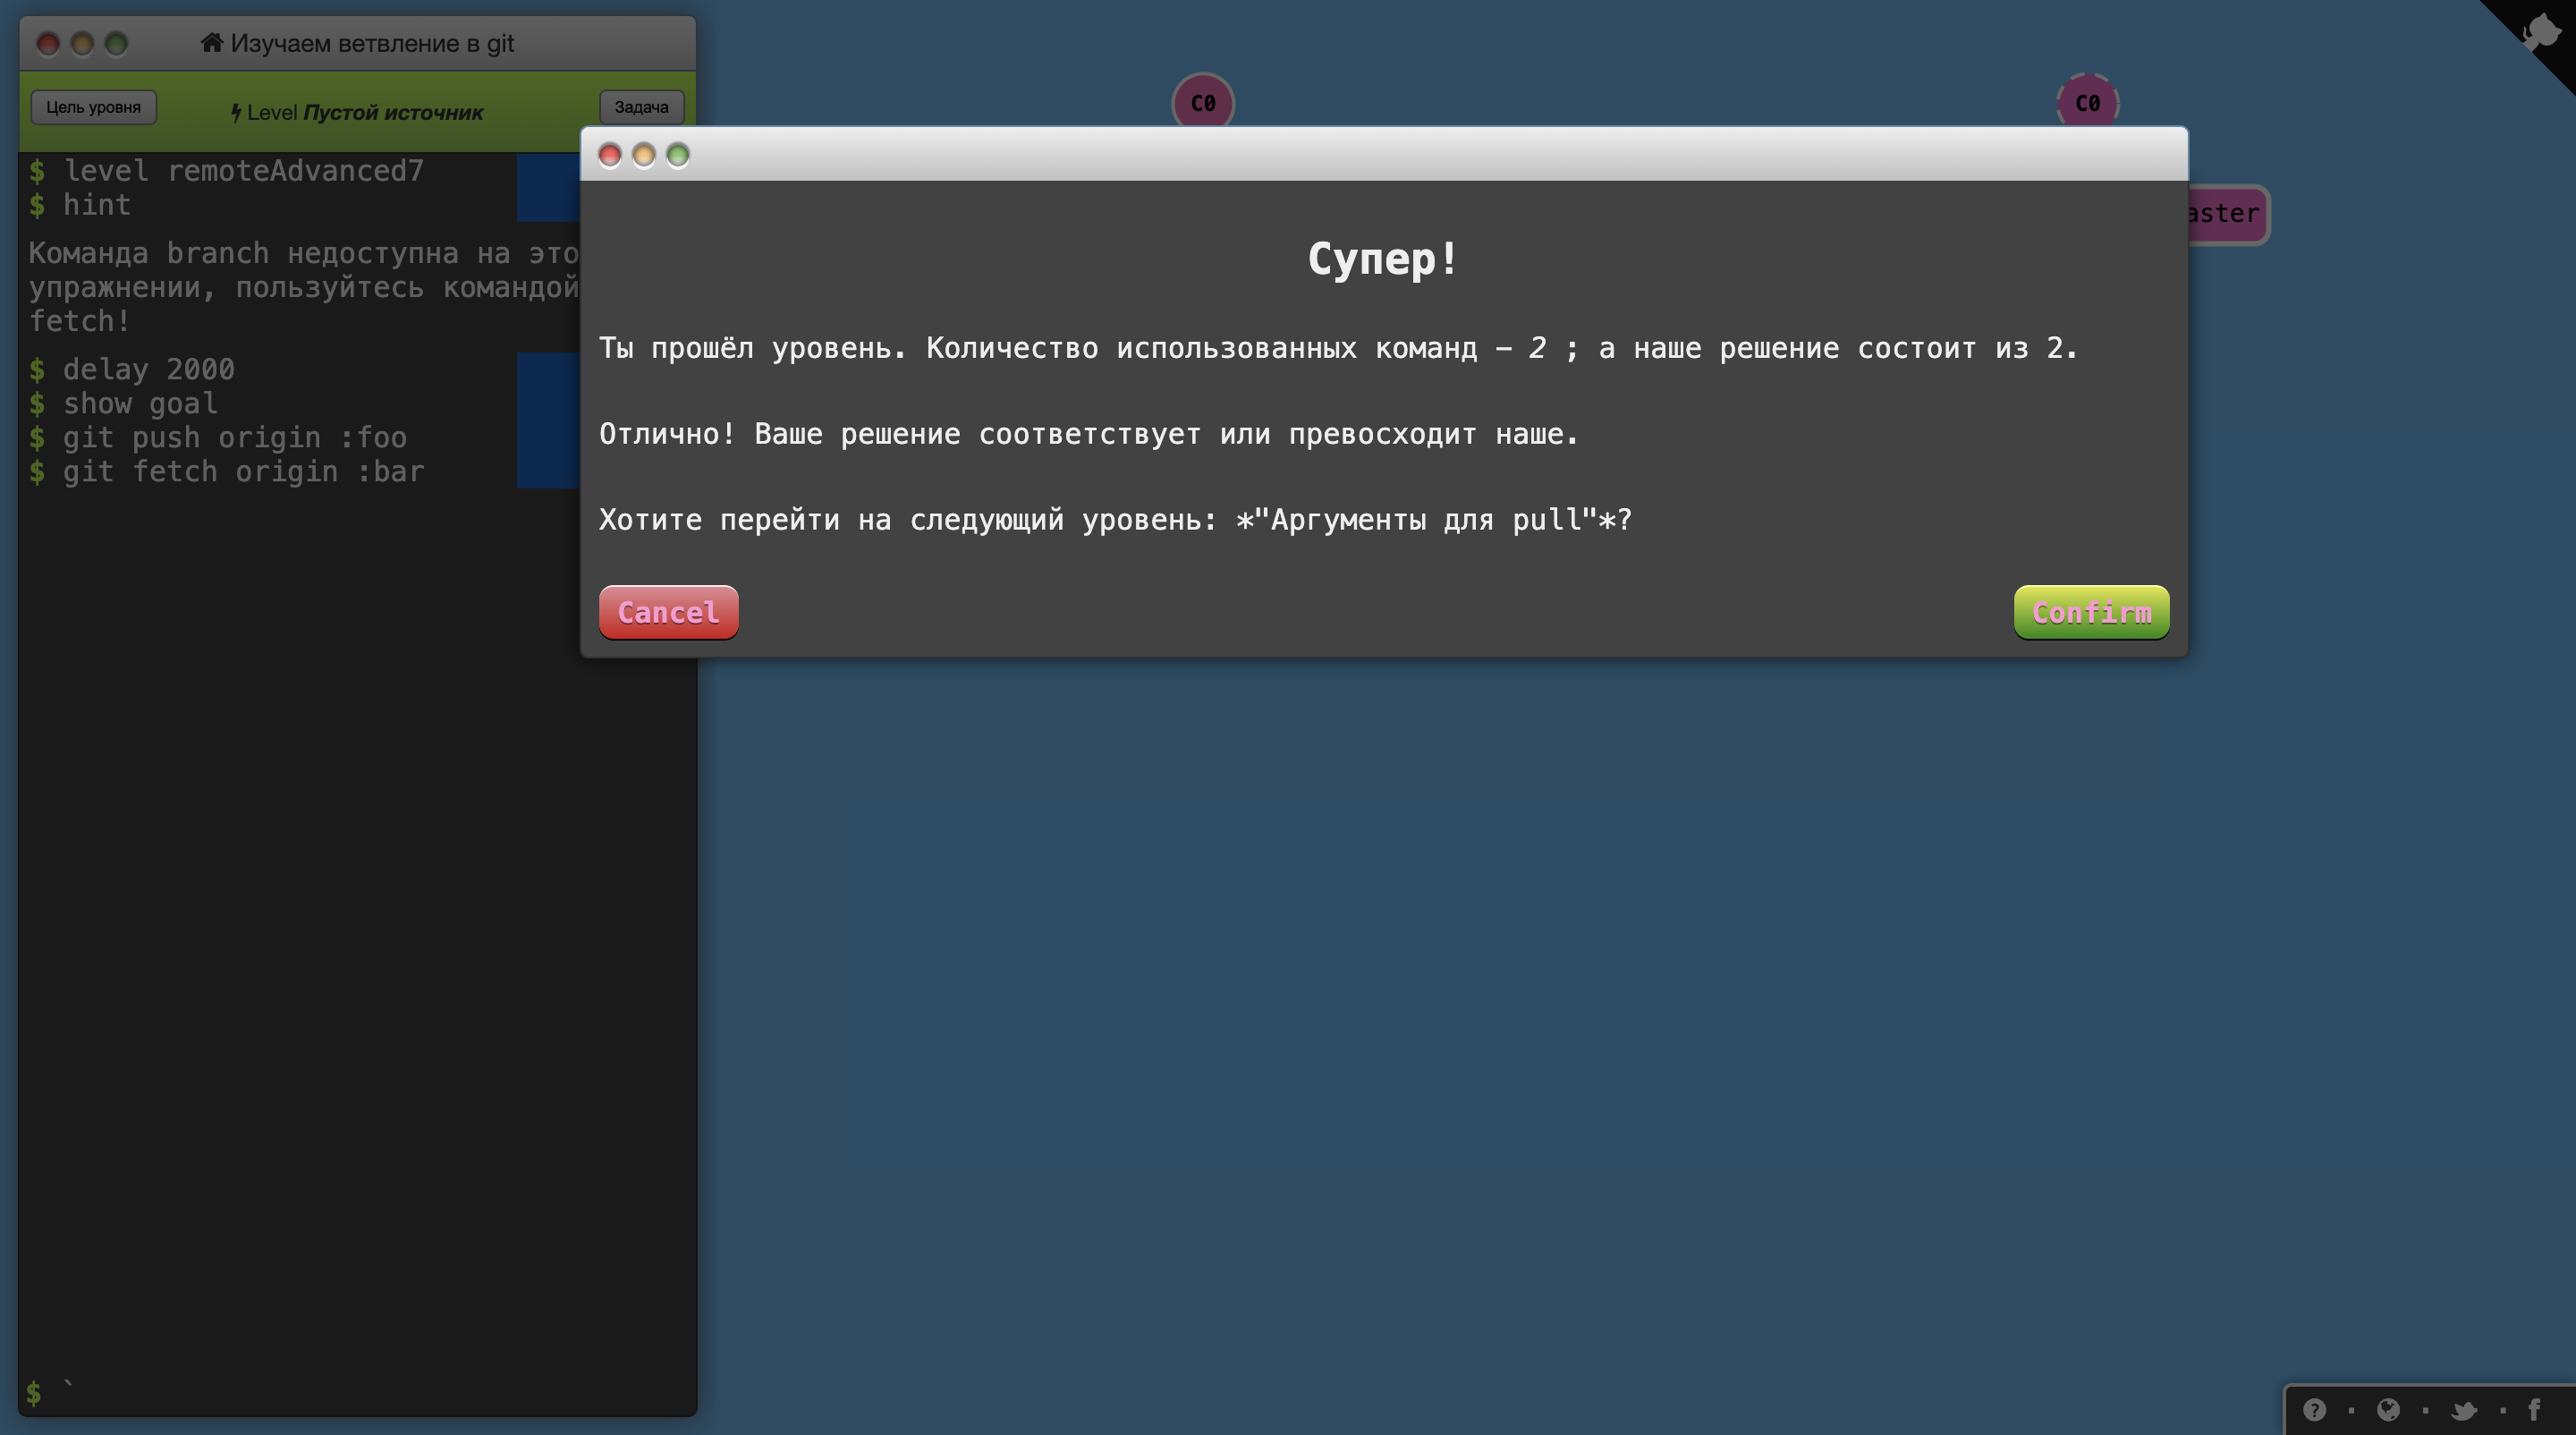 Изучаем ветвление в git
Цель уровня
Level Пустой источник
Задача
$ level remoteAdvanced7
$ hint
Команда branch недоступна на это
упражнении, пользуйтесь командой
fetch!
$ delay 2000
$ show goal
$ git push origin :foo
$ git fetch origin :bar
$ `
C0
C0
aster
Супер!
Ты прошёл уровень. Количество использованных команд – 2 ; а наше решение состоит из 2.
Отлично! Ваше решение соответствует или превосходит наше.
Хотите перейти на следующий уровень: *"Аргументы для pull"*?
Cancel
Confirm